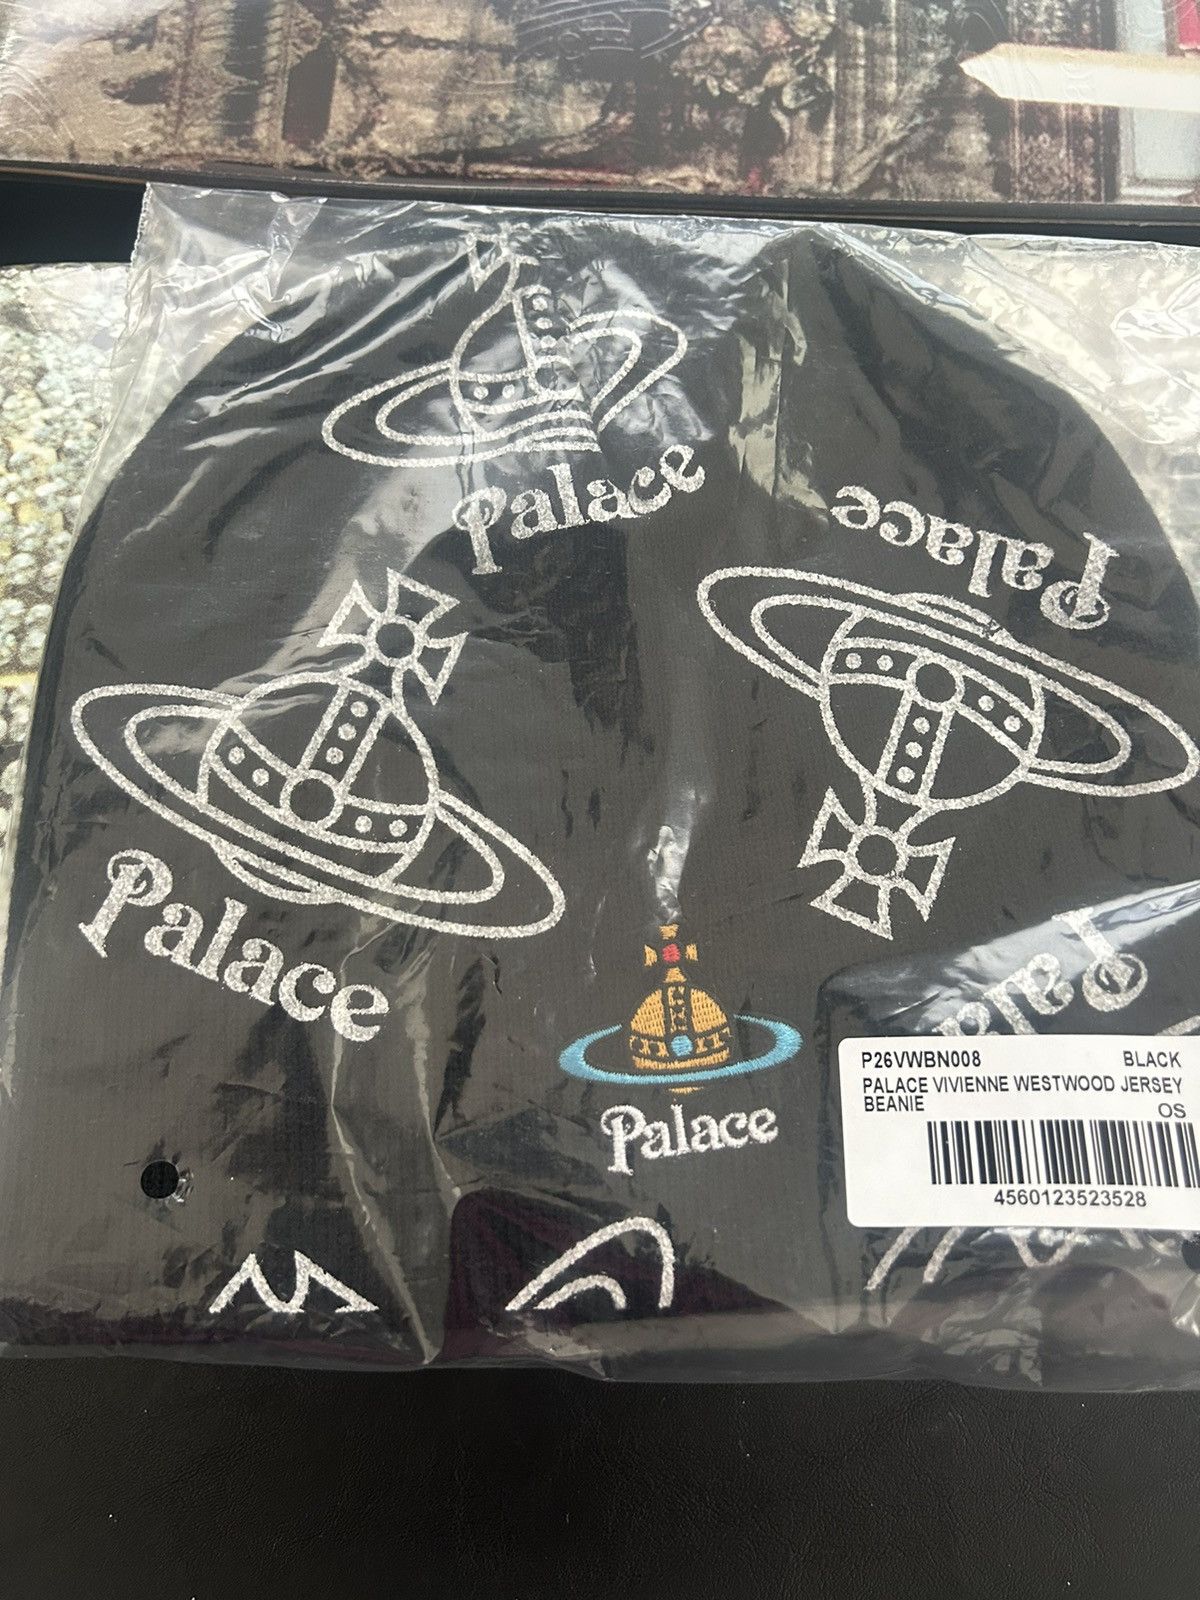 Palace
Palace
Palace
Palace
P26VWBN008 BLACK
PALACE VIVIENNE WESTWOOD JERSEY
BEANIE OS
4560123523528